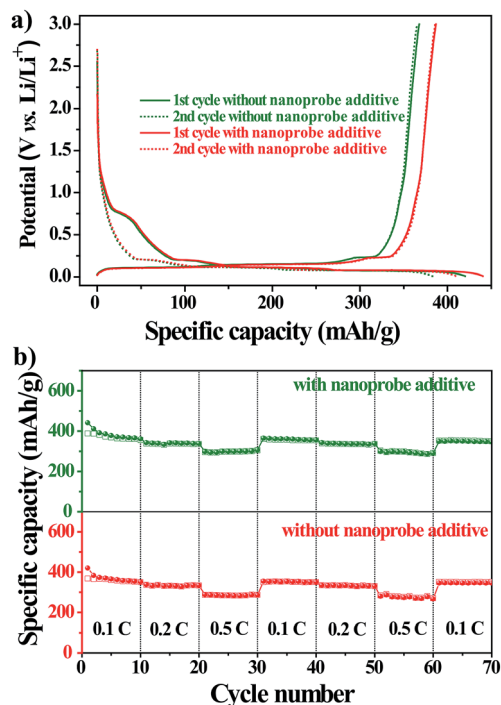 a)
3.0
2.5
2.0
1.5
1.0
0.5
0.0
Potential (V vs. Li/Li+)
1st cycle without nanoprobe additive
2nd cycle without nanoprobe additive
1st cycle with nanoprobe additive
2nd cycle with nanoprobe additive
0 100 200 300 400
Specific capacity (mAh/g)
b)
600
400
200
0
with nanoprobe additive
Specific capacity (mAh/g)
600
400
200
0
without nanoprobe additive
0.1 C 0.2 C 0.5 C 0.1 C 0.2 C 0.5 C 0.1 C
0 10 20 30 40 50 60 70
Cycle number